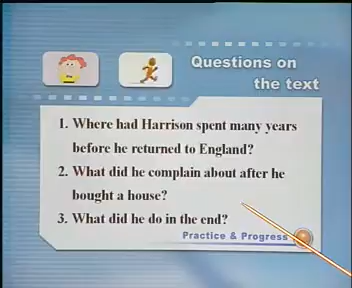 Questions on
the text
1. Where had Harrison spent many years
before he returned to England?
2. What did he complain about after he
bought a house?
3. What did he do in the end?
Practice & Progress